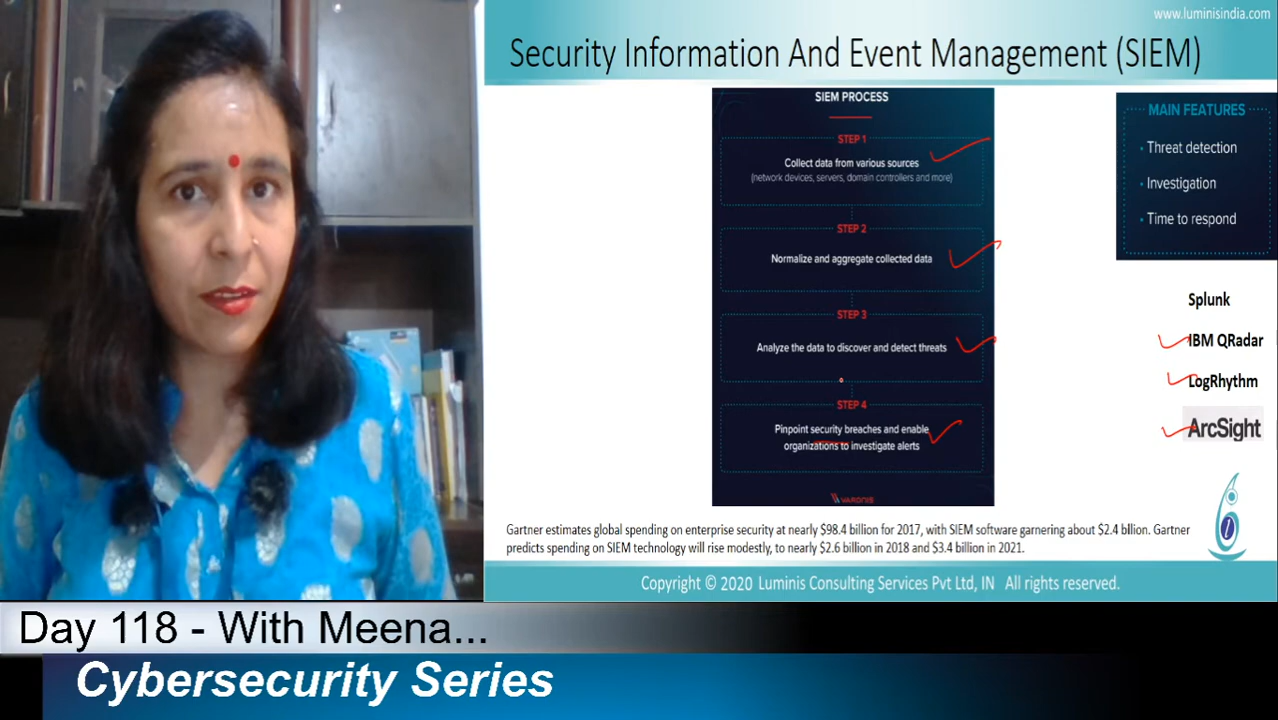 www.luminisindia.com
Security Information And Event Management (SIEM)
SIEM PROCESS
STEP 1
Collect data from various sources
(network devices, servers, domain controllers and more)
STEP 2
Normalize and aggregate collected data
STEP 3
Analyze the data to discover and detect threats
STEP 4
Pinpoint security breaches and enable
organizations to investigate alerts
VARONIS
MAIN FEATURES
· Threat detection
· Investigation
· Time to respond
Splunk
IBM QRadar
LogRhythm
ArcSight
Gartner estimates global spending on enterprise security at nearly $98.4 billion for 2017, with SIEM software garnering about $2.4 bllion. Gartner
predicts spending on SIEM technology will rise modestly, to nearly $2.6 billion in 2018 and $3.4 billion in 2021.
Copyright © 2020 Luminis Consulting Services Pvt Ltd, IN All rights reserved.
Day 118 - With Meena...
Cybersecurity Series